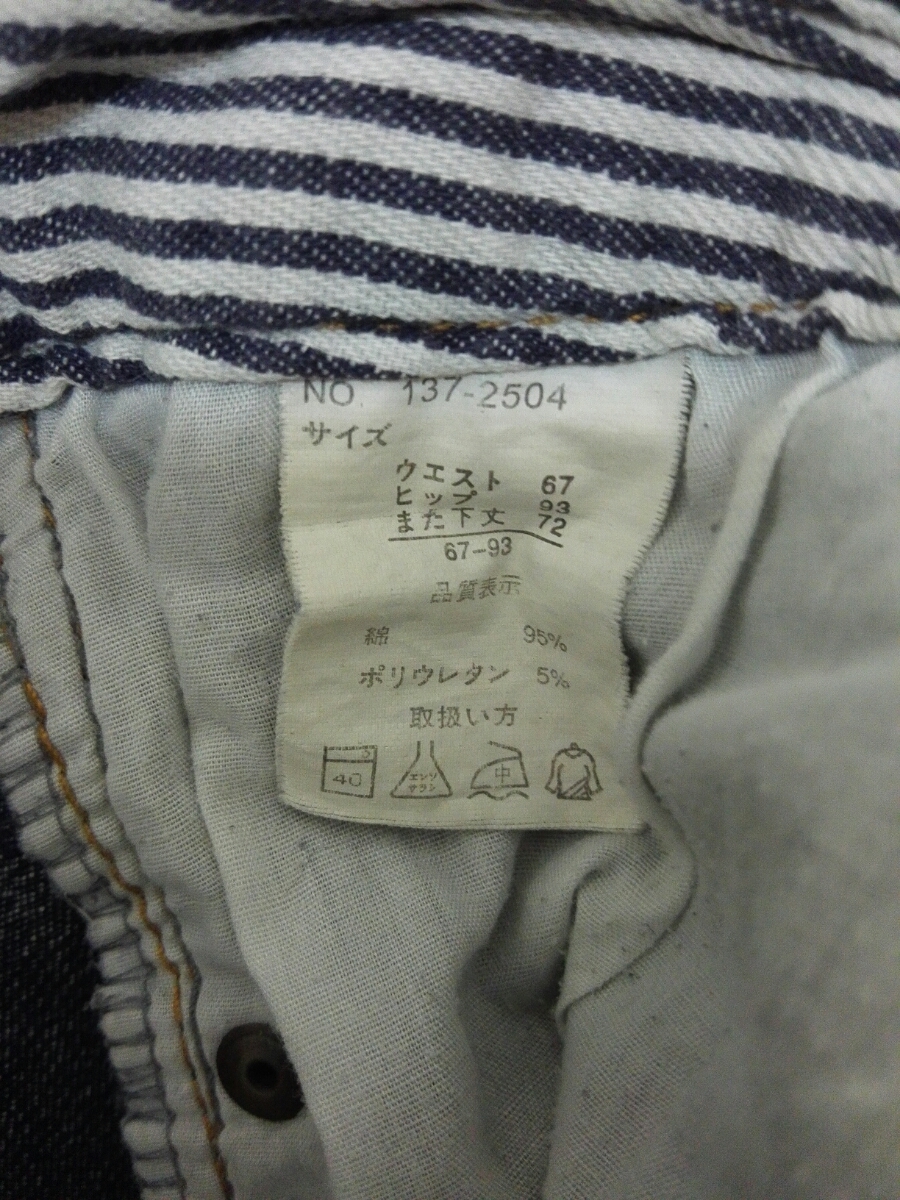 NO. 137-2504
サイズ
ウエスト 67
ヒップ 93
また下丈 72
67-93
品質表示
綿 95%
ポリウレタン 5%
取扱い方
40
エンソ
サラシ
中